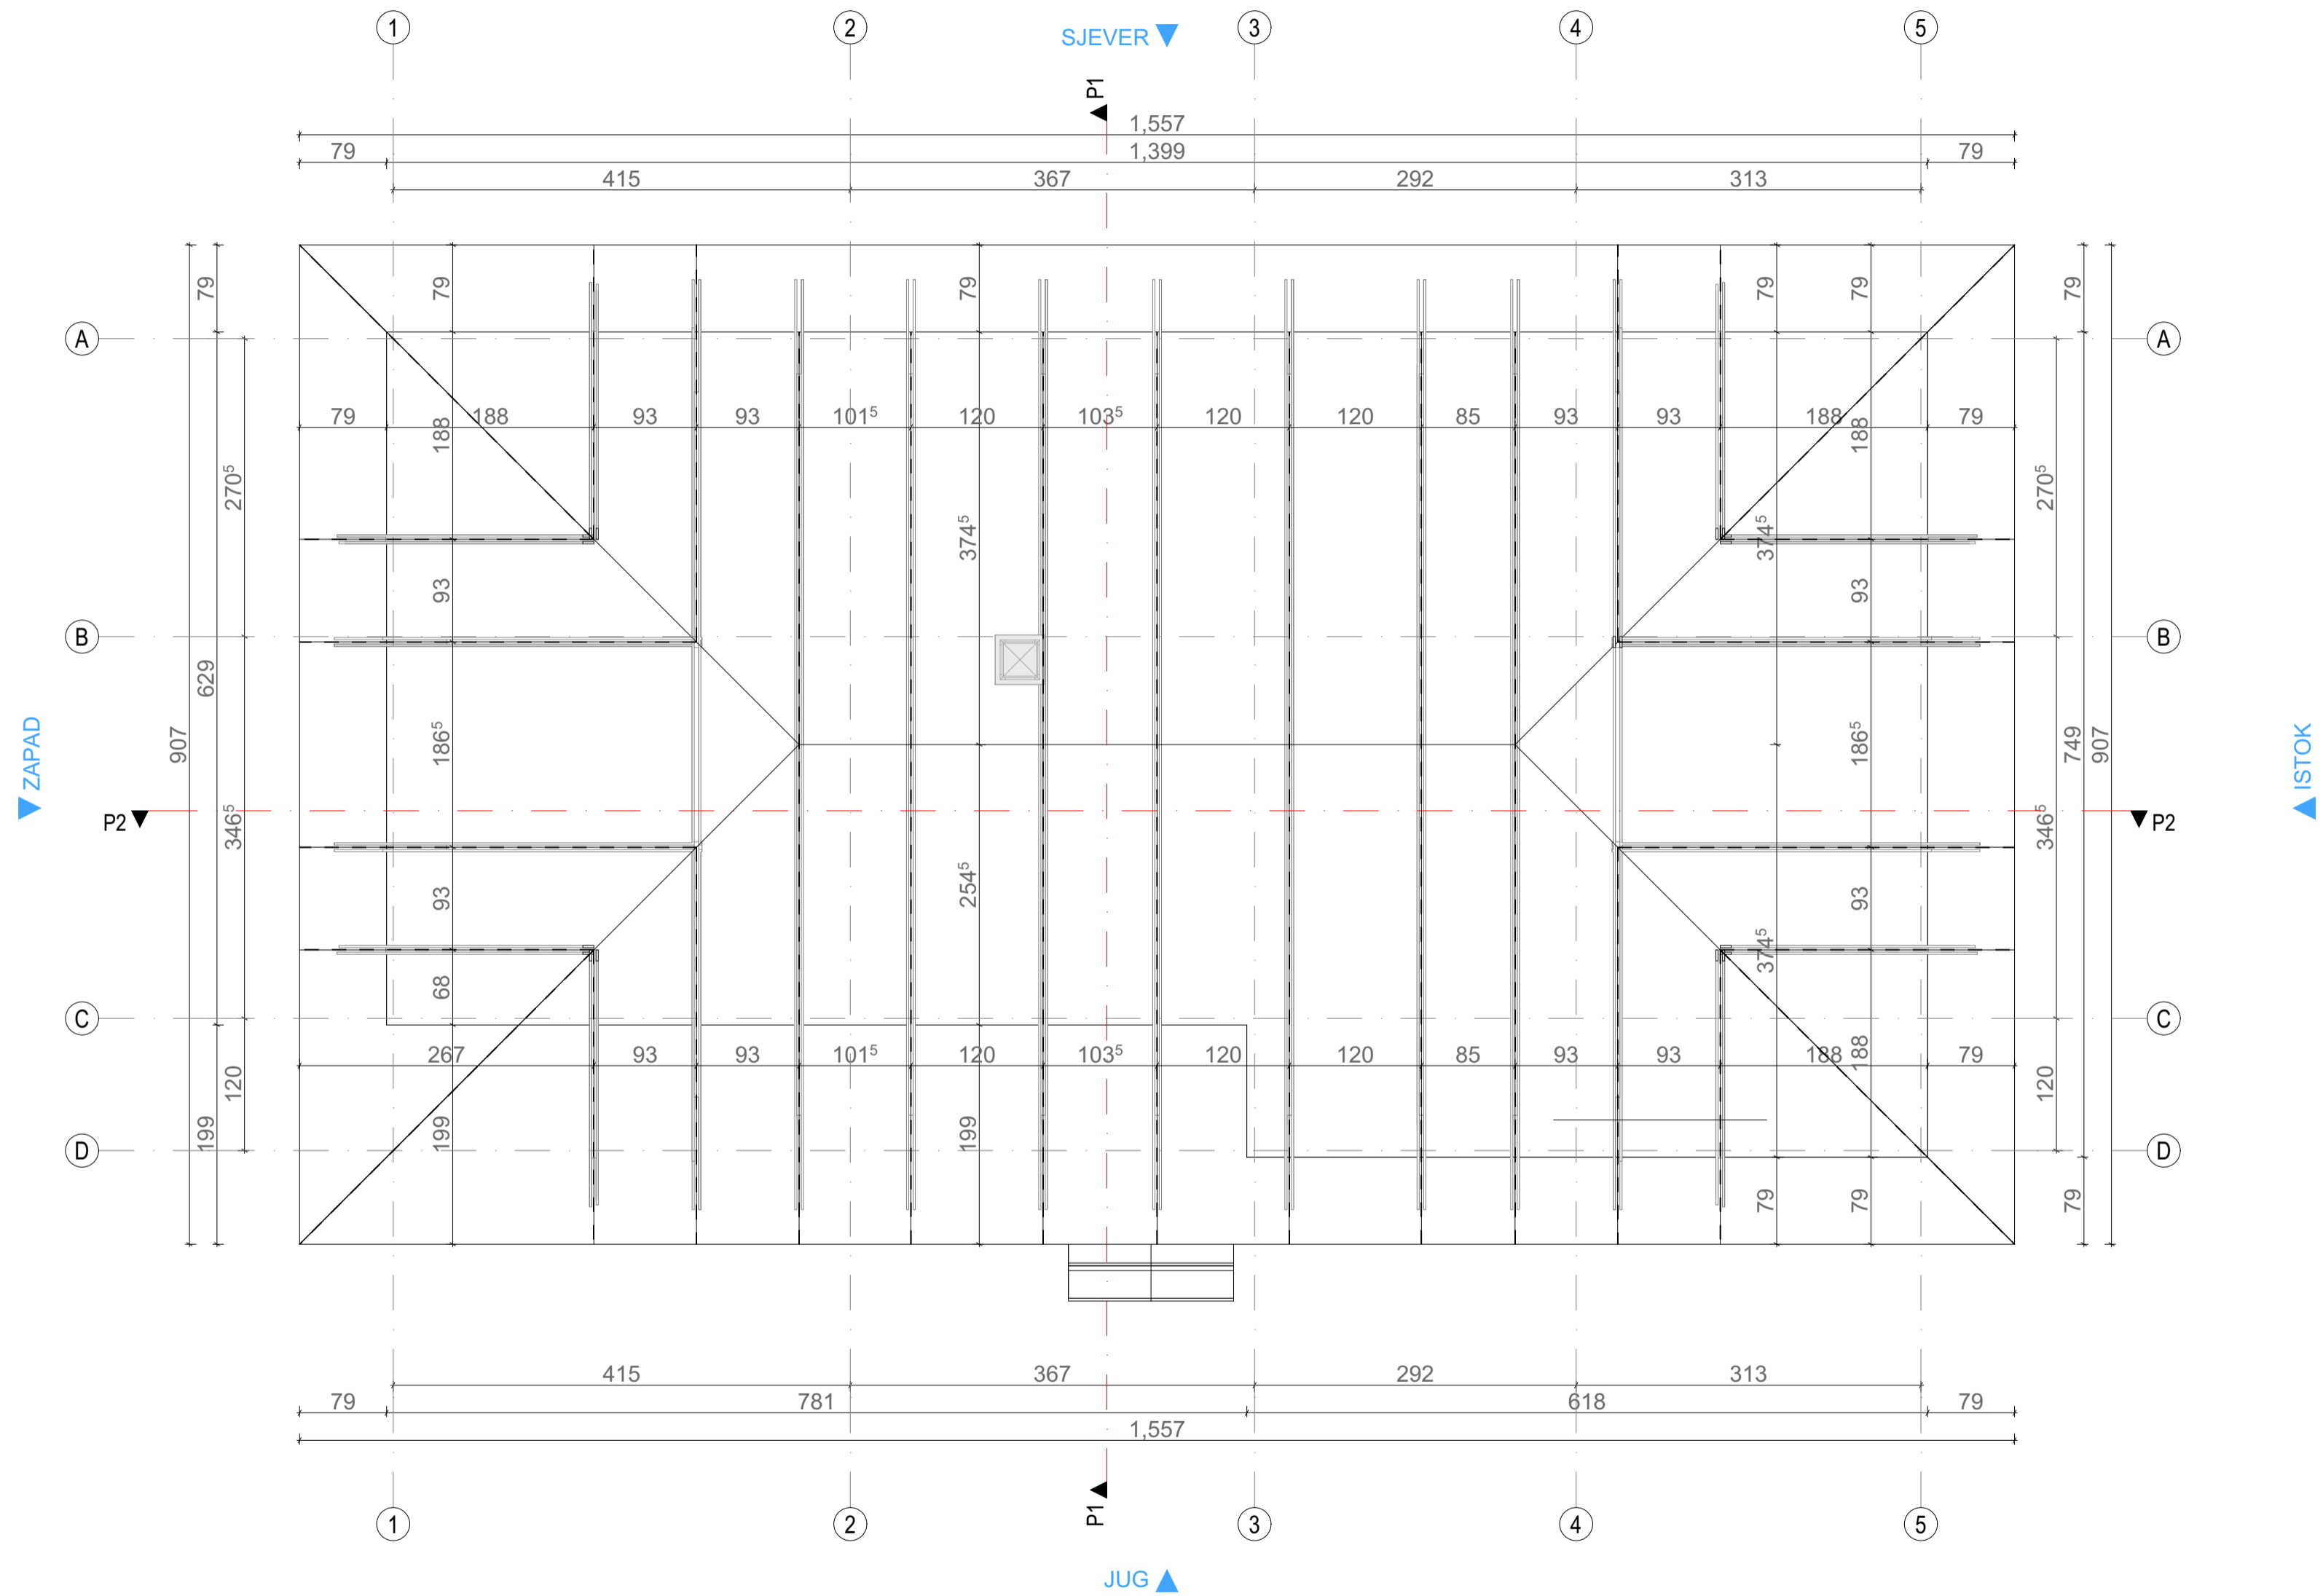 1 2 3 4 5
SJEVER
P1
1,557
79 1,399 79
415 367 292 313
79 79 79 79 79 79
A A
79 188 93 93 101⁵ 120 103⁵ 120 120 85 93 93 188 79
270⁵ 188 188 270⁵
374⁵ 374⁵
93 93
B B
629
907 186⁵ 186⁵ 749 907
ZAPAD ISTOK
P2 P2
346⁵ 346⁵
254⁵
93 93
374⁵
68
C C
267 93 93 101⁵ 120 103⁵ 120 120 85 93 93 188 79
188
120 120
199 199 199
D D
79 79 79
415 367 292 313
79 781 618 79
1,557
P1
1 2 3 4 5
JUG